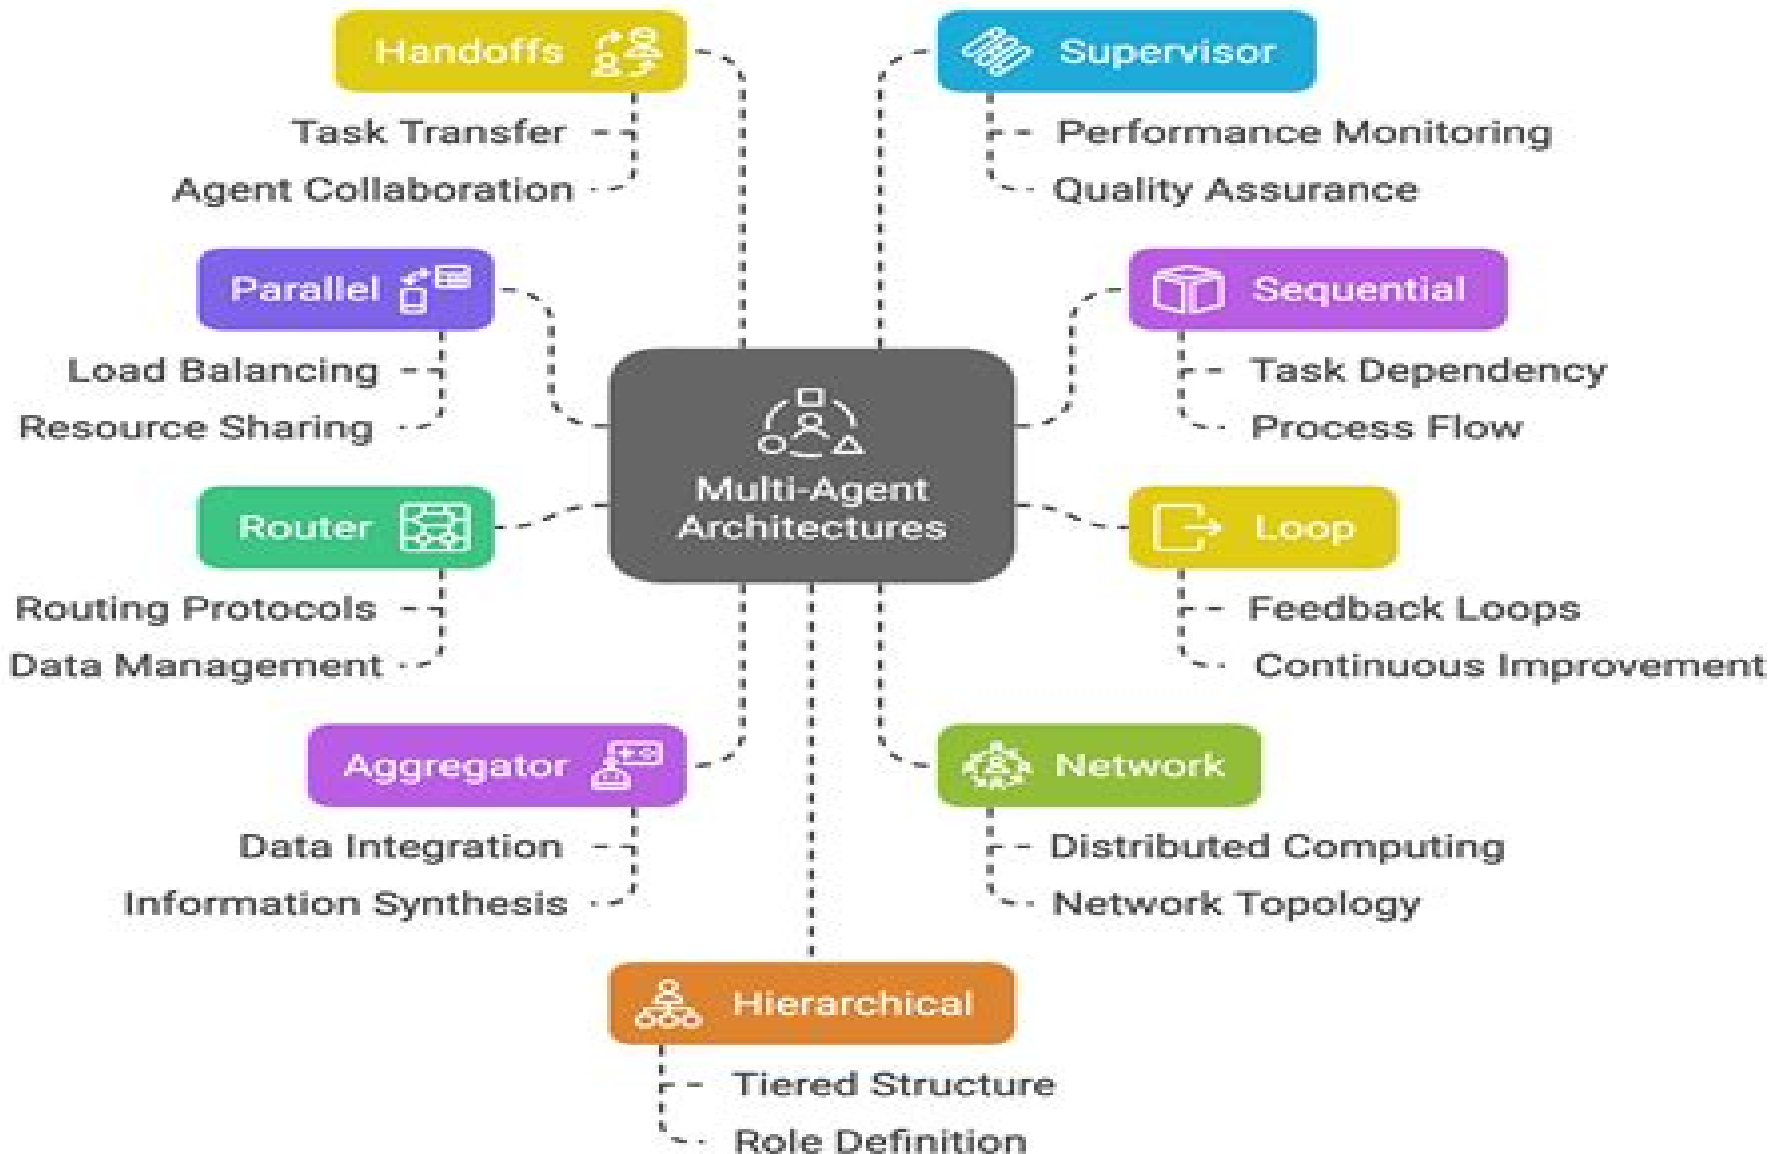 Handoffs
Task Transfer
Agent Collaboration
Supervisor
Performance Monitoring
Quality Assurance
Parallel
Load Balancing
Resource Sharing
Sequential
Task Dependency
Process Flow
Multi-Agent
Architectures
Router
Routing Protocols
Data Management
Loop
Feedback Loops
Continuous Improvement
Aggregator
Data Integration
Information Synthesis
Network
Distributed Computing
Network Topology
Hierarchical
Tiered Structure
Role Definition